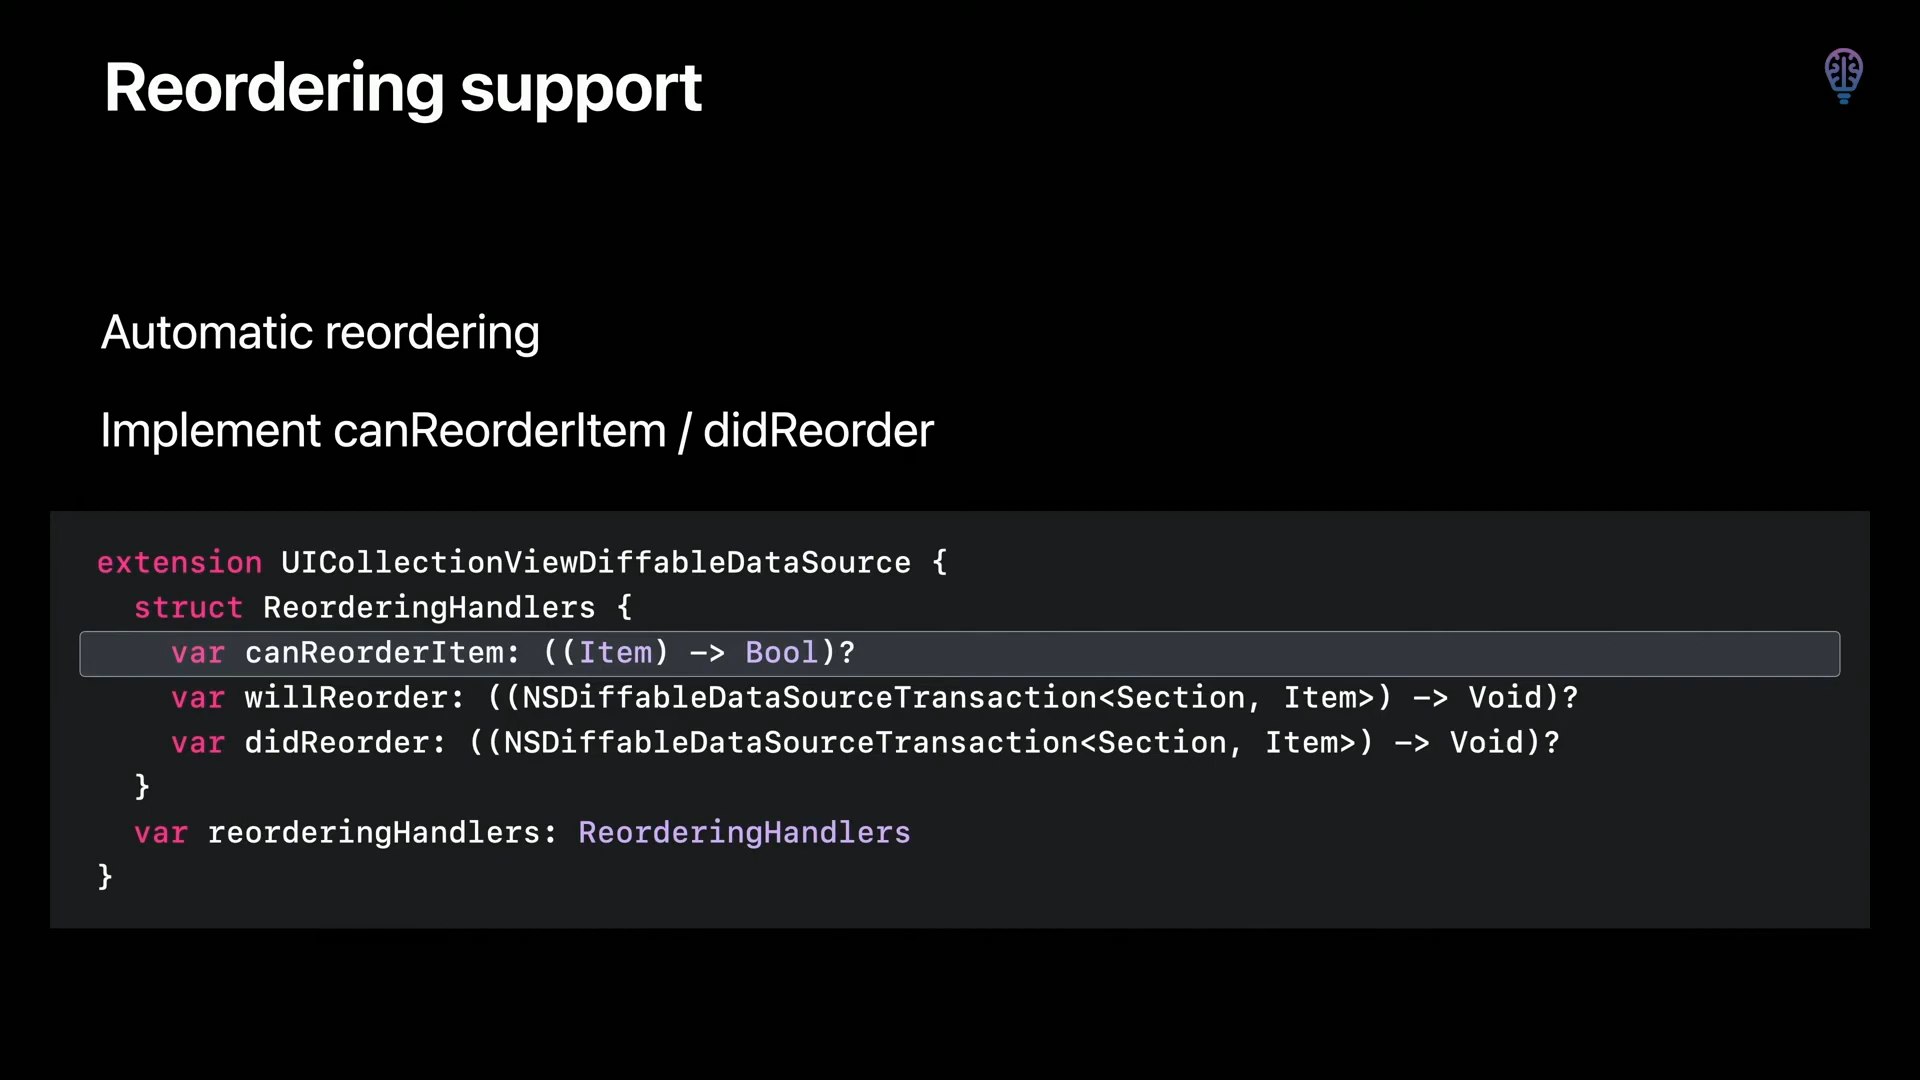 Reordering support
Automatic reordering
Implement canReorderItem / didReorder
extension UICollectionViewDiffableDataSource {
struct ReorderingHandlers {
var canReorderItem: ((Item) -> Bool)?
var willReorder: ((NSDiffableDataSourceTransaction<Section, Item>) -> Void)?
var didReorder: ((NSDiffableDataSourceTransaction<Section, Item>) -> Void)?
}
var reorderingHandlers: ReorderingHandlers
}